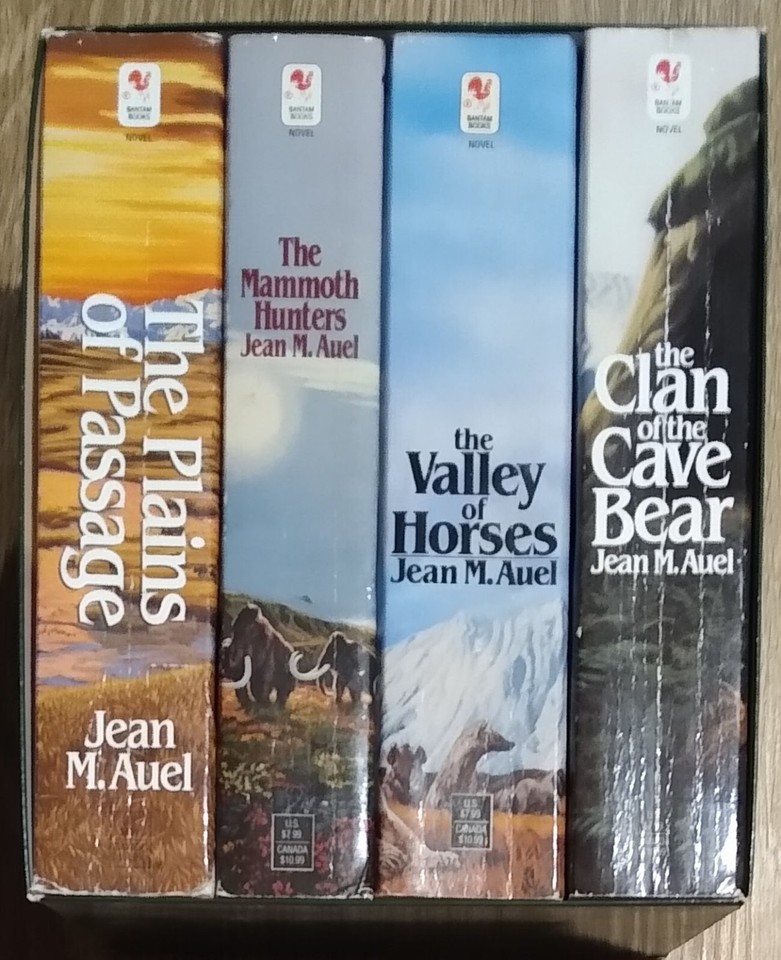 BANTAM
BOOKS
NOVEL
The Plains
of Passage
Jean
M. Auel
BANTAM
BOOKS
NOVEL
The
Mammoth
Hunters
Jean M. Auel
U.S.
$7.99
CANADA
$10.99
BANTAM
BOOKS
NOVEL
the
Valley
of
Horses
Jean M. Auel
U.S.
$7.99
CANADA
$10.99
BANTAM
BOOKS
NOVEL
the
Clan
of the
Cave
Bear
Jean M. Auel